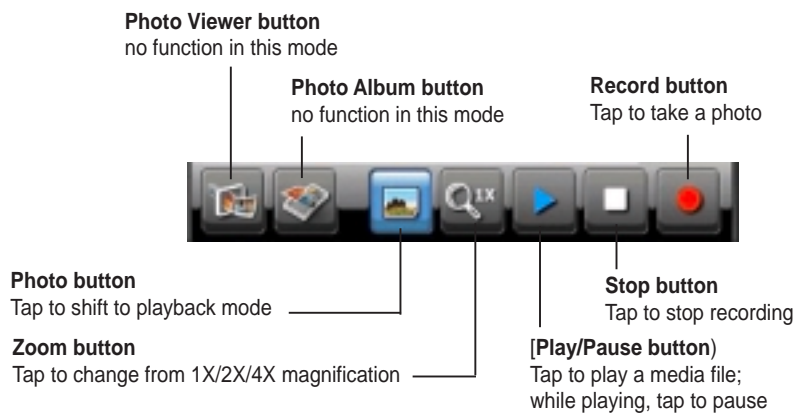 Photo Viewer button
no function in this mode
Photo Album button
no function in this mode
Record button
Tap to take a photo
1X
Photo button
Tap to shift to playback mode
Stop button
Tap to stop recording
Zoom button
Tap to change from 1X/2X/4X magnification
[Play/Pause button)
Tap to play a media file;
while playing, tap to pause